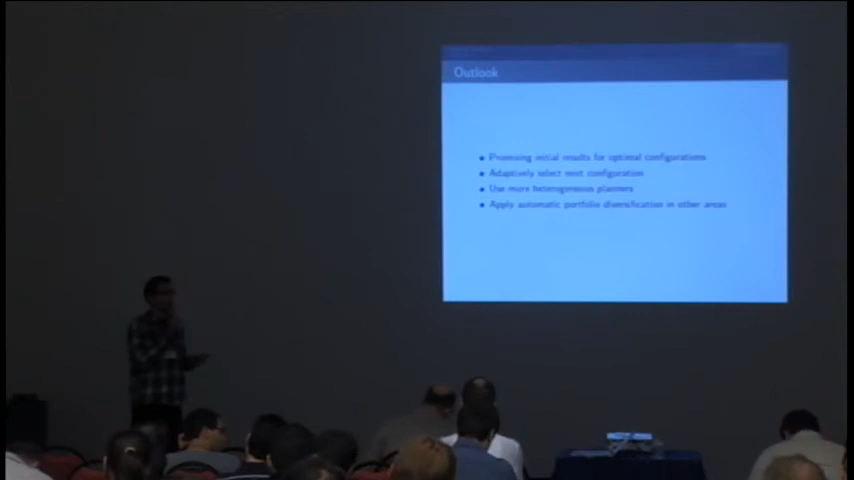 Outlook
• Promising initial results for optimal configurations
• Adaptively select next configuration
• Use more heterogeneous planners
• Apply automatic portfolio diversification in other areas